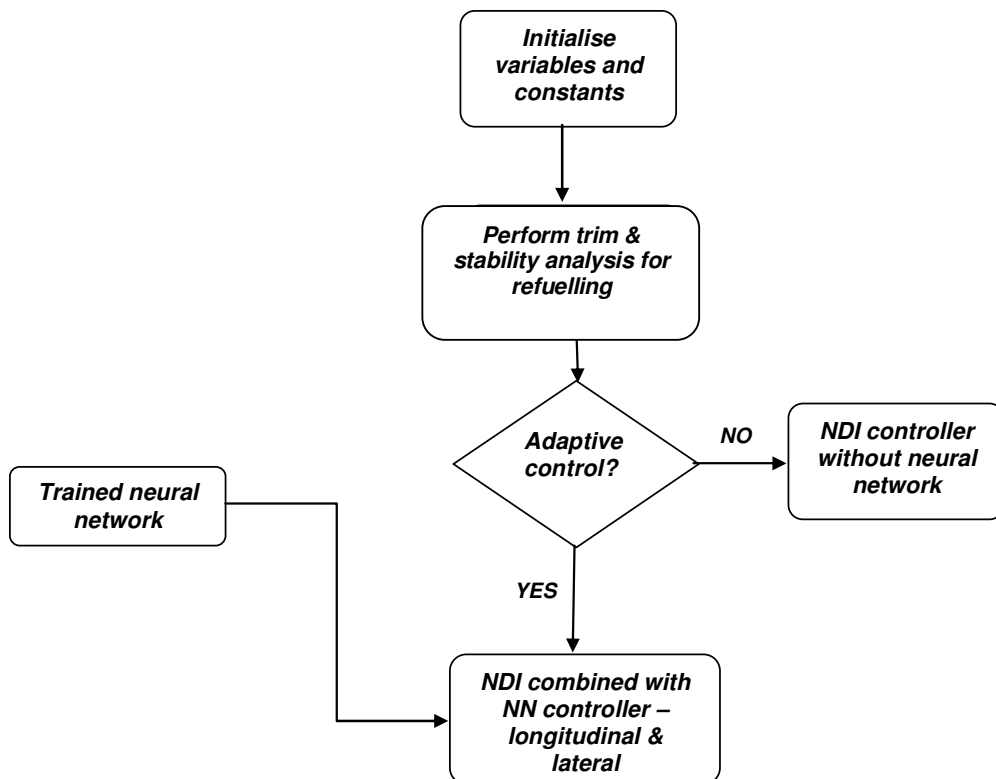 Initialise
variables and
constants
Perform trim &
stability analysis for
refuelling
Adaptive
control?
NO
NDI controller
without neural
network
Trained neural
network
YES
NDI combined with
NN controller –
longitudinal &
lateral